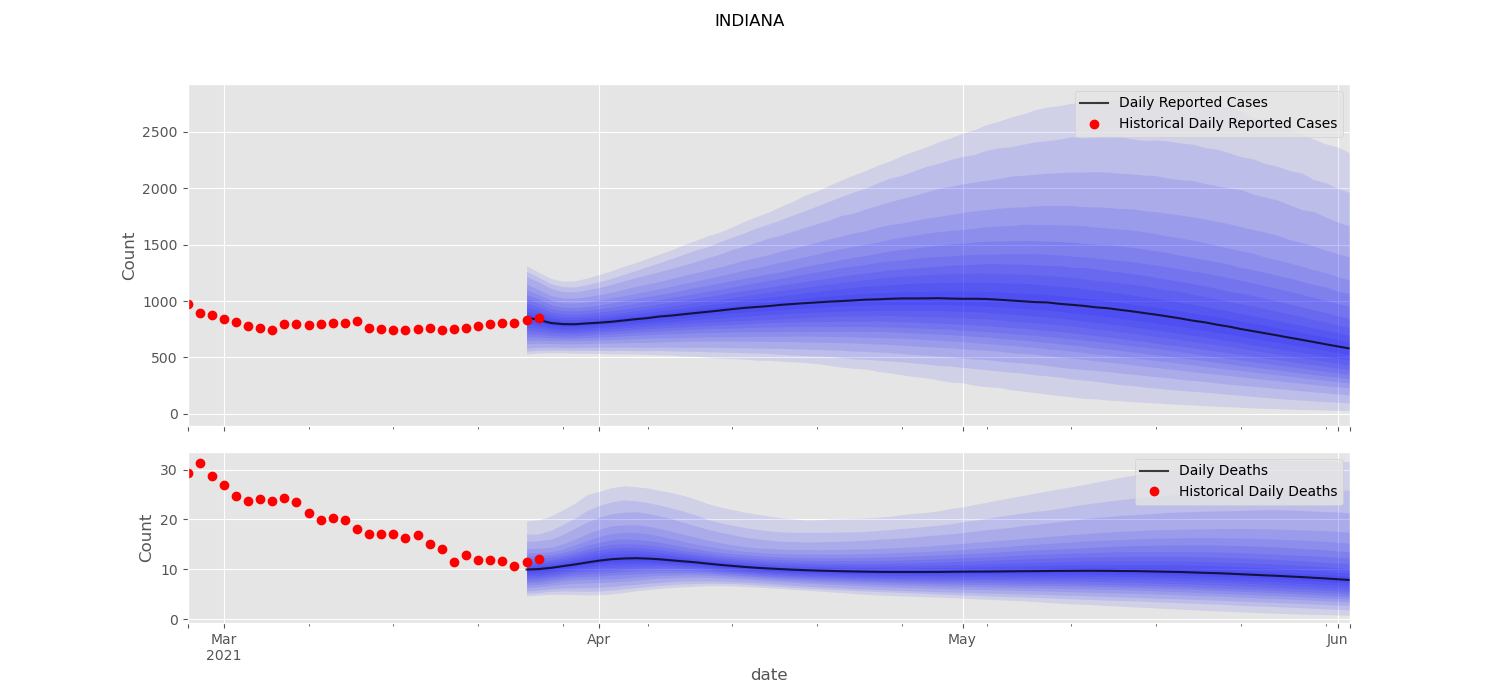 INDIANA
Daily Reported Cases
Historical Daily Reported Cases
Count
2500
2000
1500
1000
500
0
Daily Deaths
Historical Daily Deaths
Count
30
20
10
0
Mar
2021
Apr
May
Jun
date